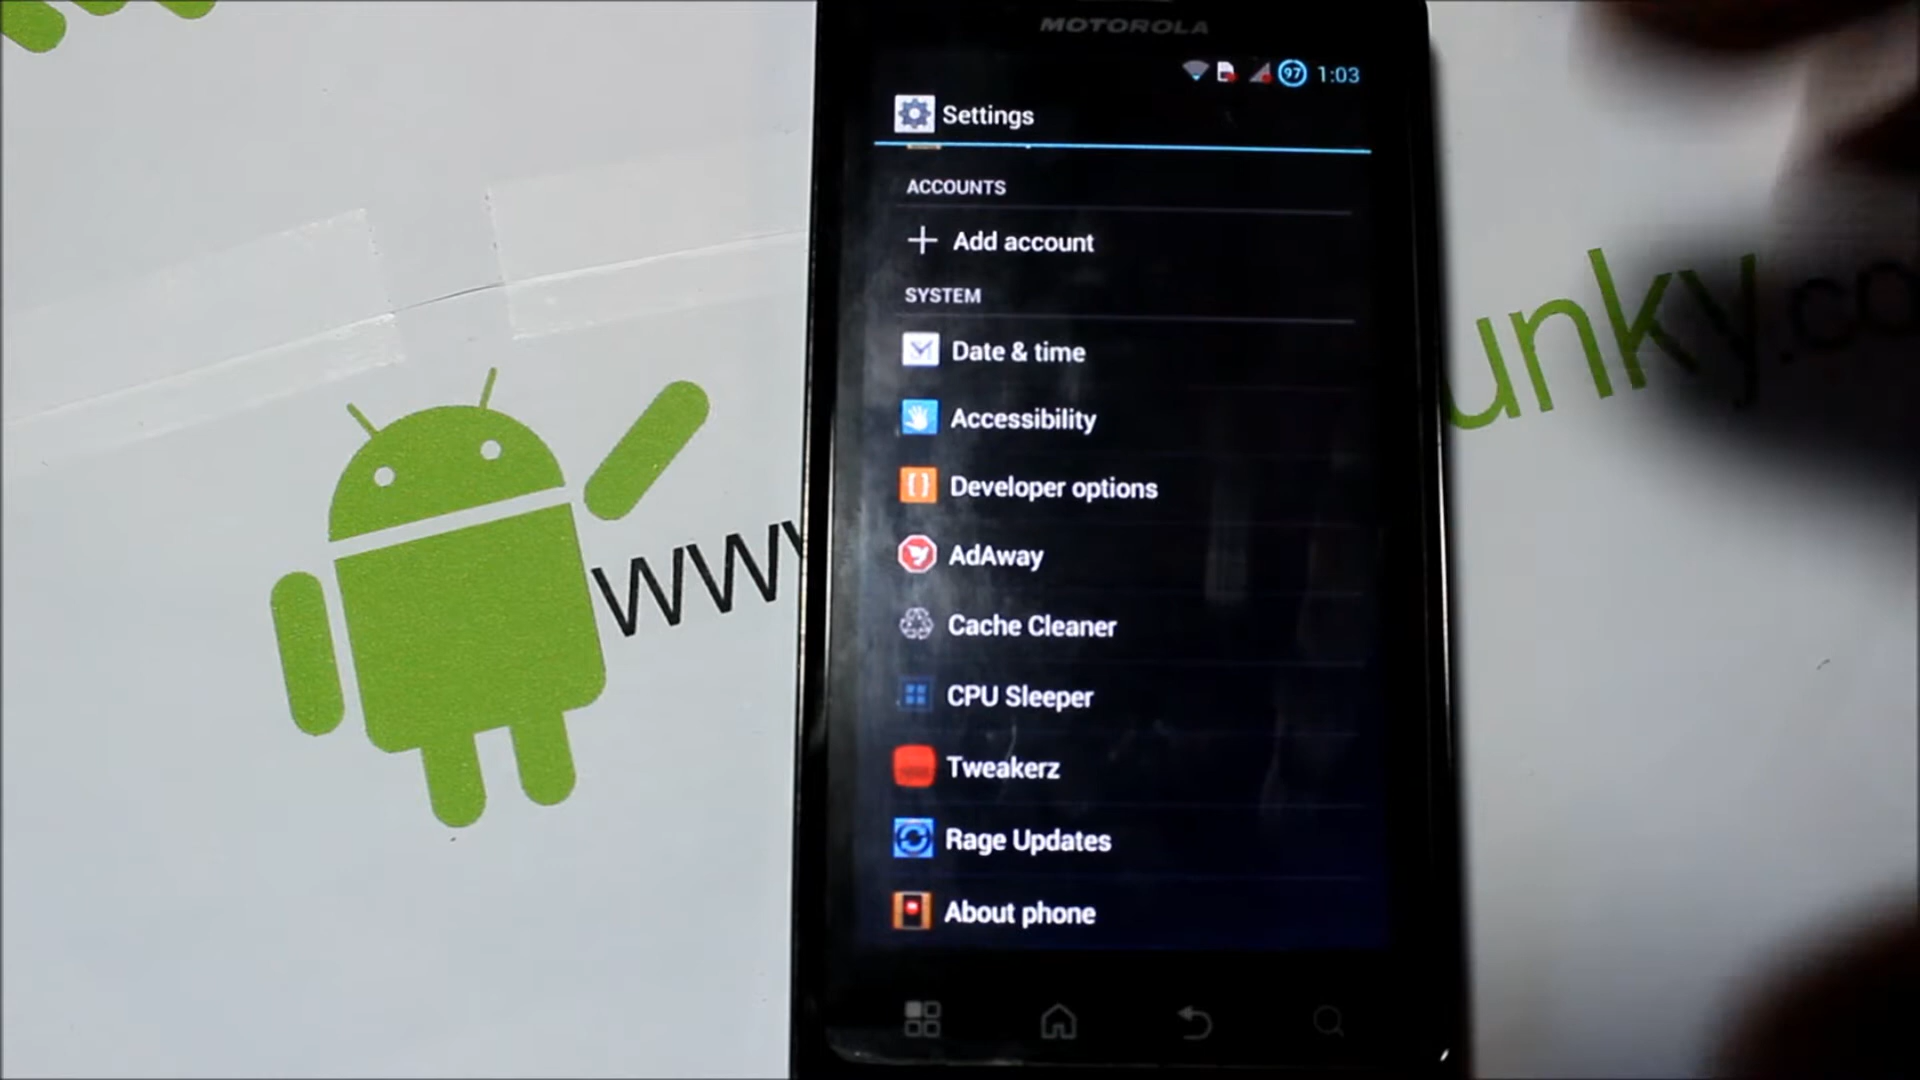 MOTOROLA
97 1:03
Settings
ACCOUNTS
Add account
SYSTEM
Date & time
Accessibility
Developer options
AdAway
Cache Cleaner
CPU Sleeper
Tweakerz
Rage Updates
About phone
www
unky.co